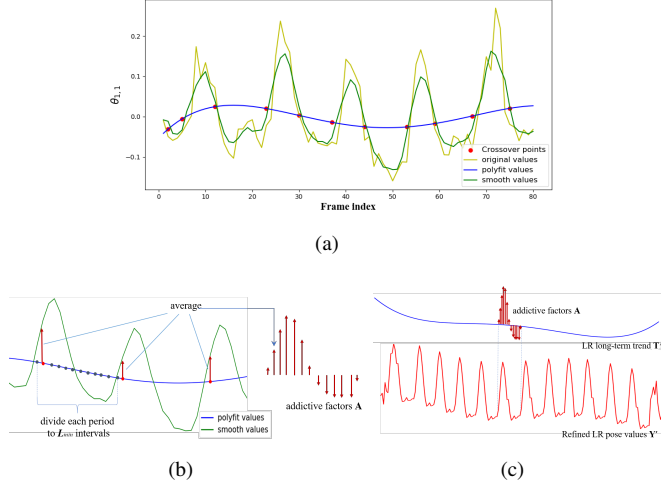 0.2
0.1
0.0
−0.1
θ1,1
0 10 20 30 40 50 60 70 80
Frame index
Crossover points
original values
polyfit values
smooth values
(a)
average
divide each period
to Lmin intervals
addictive factors A
polyfit values
smooth values
(b)
addictive factors A
LR long-term trend T
Refined LR pose values Y'
(c)